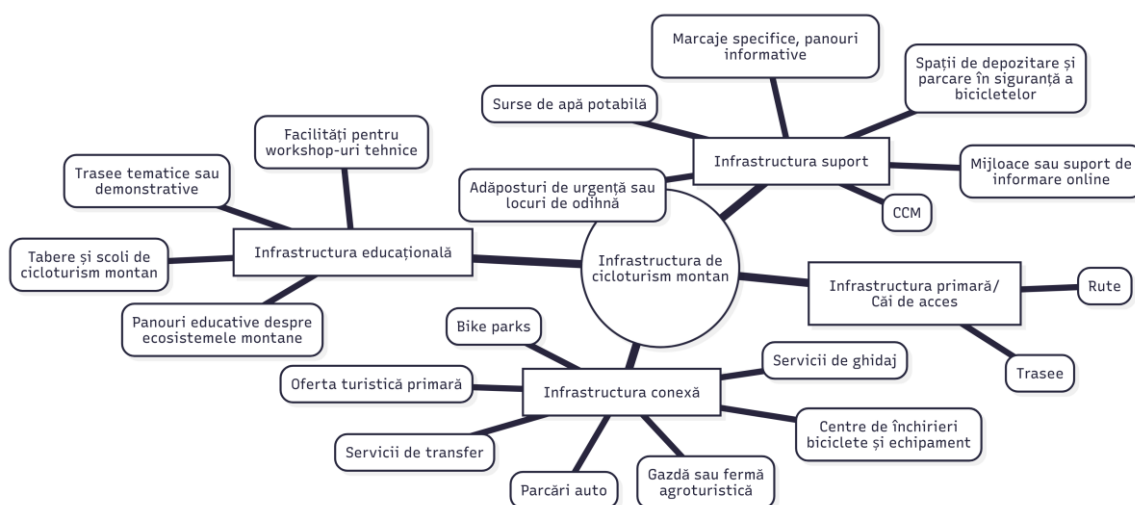 Marcaje specifice, panouri
informative
Spații de depozitare și
parcare în siguranță a
bicicletelor
Surse de apă potabilă
Facilități pentru
workshop-uri tehnice
Infrastructura suport
Mijloace sau suport de
informare online
Trasee tematice sau
demonstrative
Adăposturi de urgență sau
locuri de odihnă
CCM
Infrastructura educațională
Tabere și scoli de
cicloturism montan
Infrastructura de
cicloturism montan
Infrastructura primară/
Căi de acces
Rute
Panouri educative despre
ecosistemele montane
Bike parks
Servicii de ghidaj
Trasee
Oferta turistică primară
Infrastructura conexă
Centre de închirieri
biciclete și echipament
Servicii de transfer
Parcări auto
Gazdă sau fermă
agroturistică